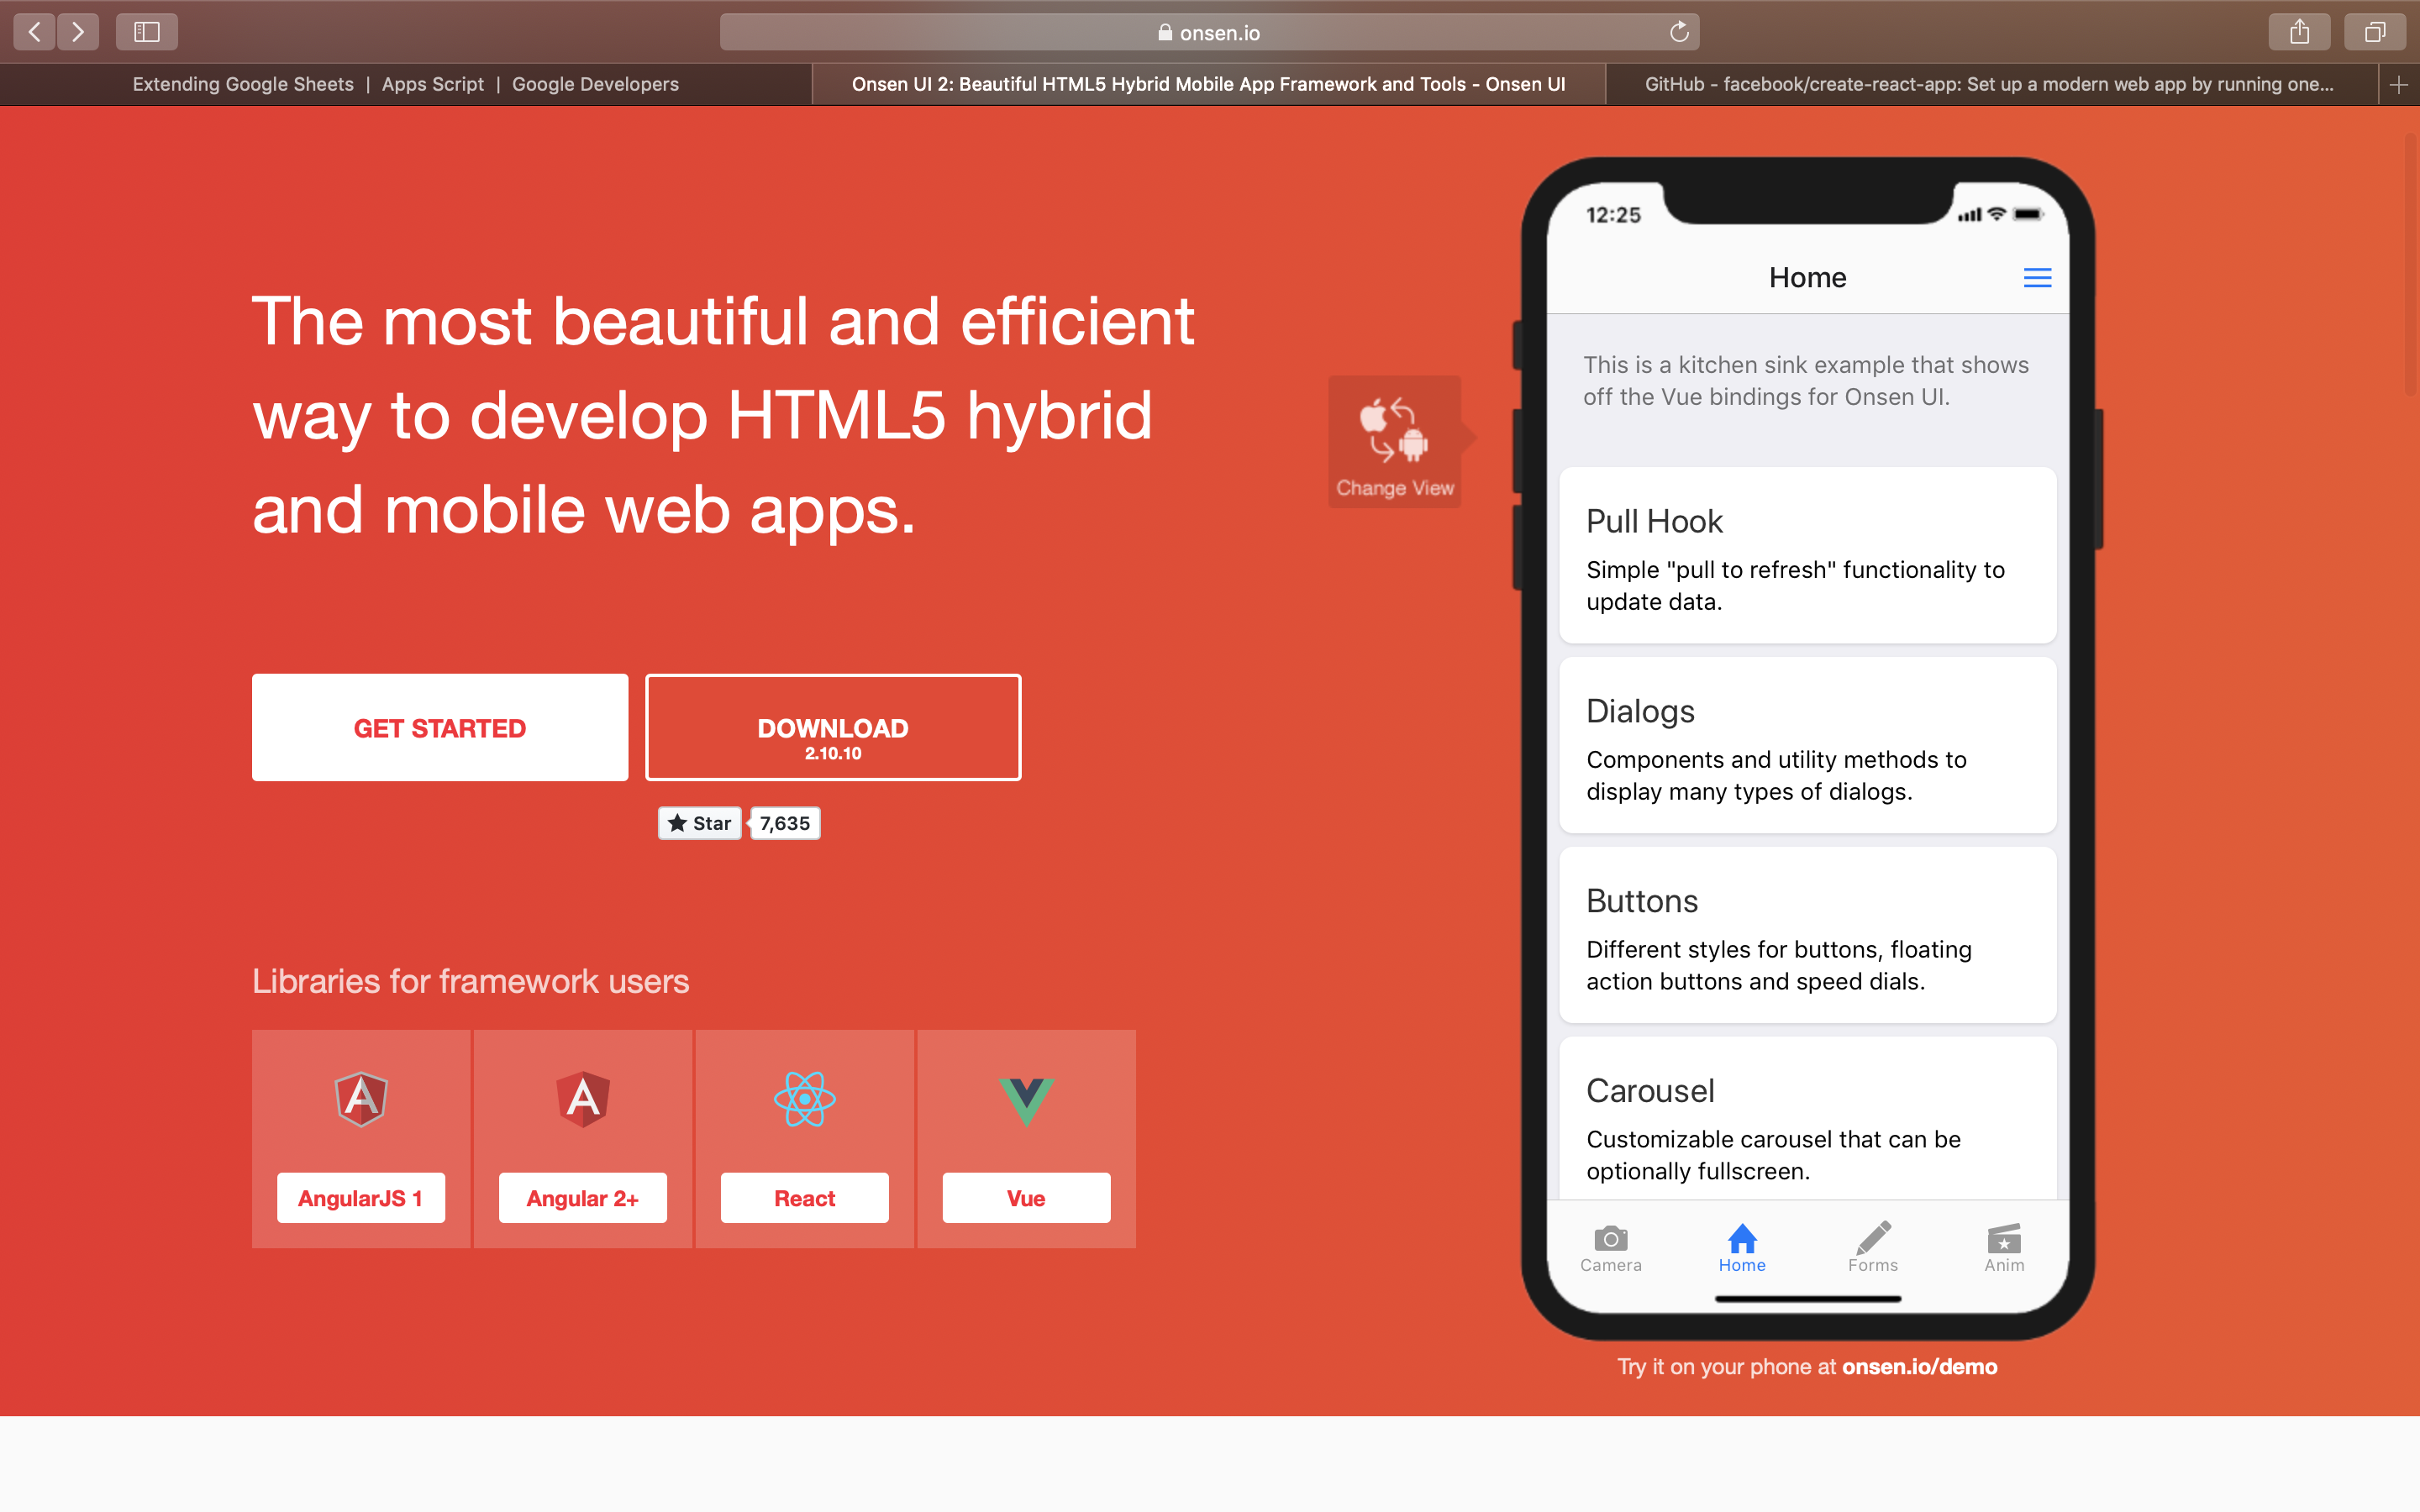 onsen.io
Extending Google Sheets | Apps Script | Google Developers
Onsen UI 2: Beautiful HTML5 Hybrid Mobile App Framework and Tools - Onsen UI
GitHub - facebook/create-react-app: Set up a modern web app by running one...
The most beautiful and efficient
way to develop HTML5 hybrid
and mobile web apps.
GET STARTED
DOWNLOAD
2.10.10
Star
7,635
Libraries for framework users
AngularJS 1
Angular 2+
React
Vue
Change View
12:25
Home
This is a kitchen sink example that shows
off the Vue bindings for Onsen UI.
Pull Hook
Simple "pull to refresh" functionality to
update data.
Dialogs
Components and utility methods to
display many types of dialogs.
Buttons
Different styles for buttons, floating
action buttons and speed dials.
Carousel
Customizable carousel that can be
optionally fullscreen.
Camera
Home
Forms
Anim
Try it on your phone at onsen.io/demo